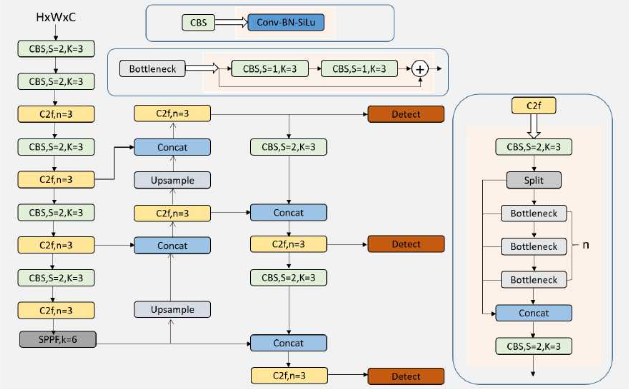 HxWxC
CBS,S=2,K=3
CBS,S=2,K=3
C2f,n=3
CBS,S=2,K=3
C2f,n=3
CBS,S=2,K=3
C2f,n=3
CBS,S=2,K=3
C2f,n=3
SPPF,k=6
CBS
Conv-BN-SiLu
Bottleneck
CBS,S=1,K=3
CBS,S=1,K=3
+
C2f,n=3
Concat
Upsample
C2f,n=3
Concat
Upsample
CBS,S=2,K=3
Concat
C2f,n=3
CBS,S=2,K=3
Concat
C2f,n=3
Detect
Detect
Detect
C2f
CBS,S=2,K=3
Split
Bottleneck
Bottleneck
n
Bottleneck
Concat
CBS,S=2,K=3